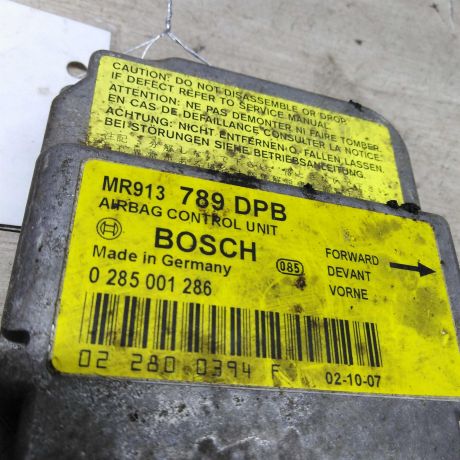 CAUTION: DO NOT DISASSEMBLE OR DROP.
IF DEFECT REFER TO SERVICE MANUAL.
ATTENTION: NE PAS DEMONTER NI FAIRE TOMBER.
EN CAS DE DEFAILLANCE CONSULTER LA NOTICE.
ACHTUNG: NICHT ENTFERNEN O. FALLEN LASSEN.
BEI STÖRUNGEN SIEHE BETRIEBSANLEITUNG.
MR913 789 DPB
AIRBAG CONTROL UNIT
BOSCH
Made in Germany
0 285 001 286
085
FORWARD
DEVANT
VORNE
02 280 0394 F
02-10-07